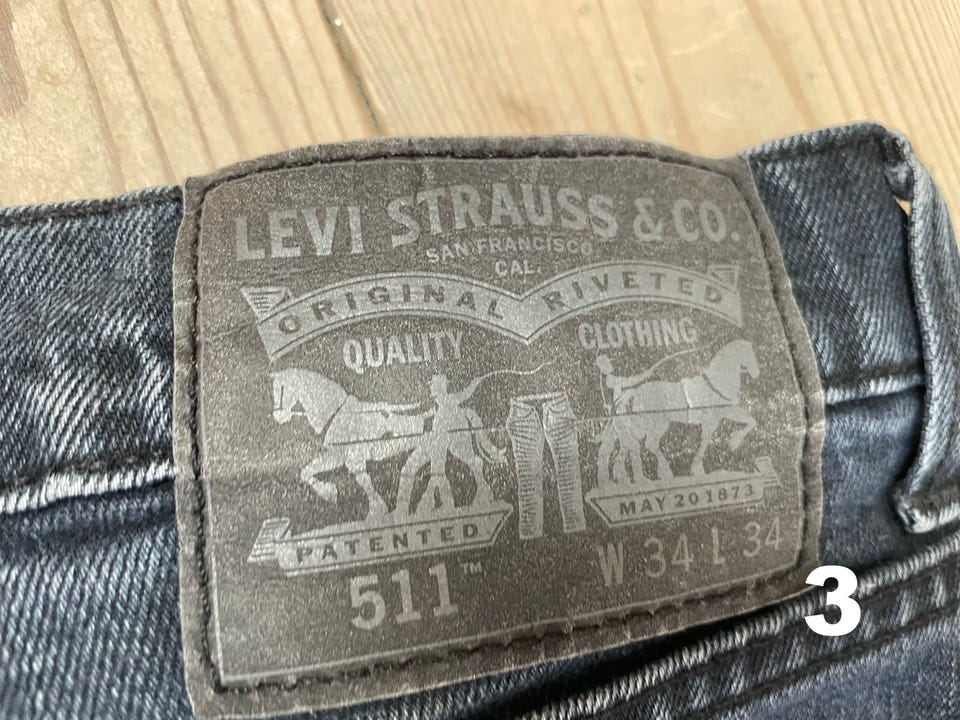 LEVI STRAUSS & CO.
SAN FRANCISCO
CAL.
ORIGINAL RIVETED
QUALITY CLOTHING
PATENTED MAY 20 1873
511™ W 34 L 34
3